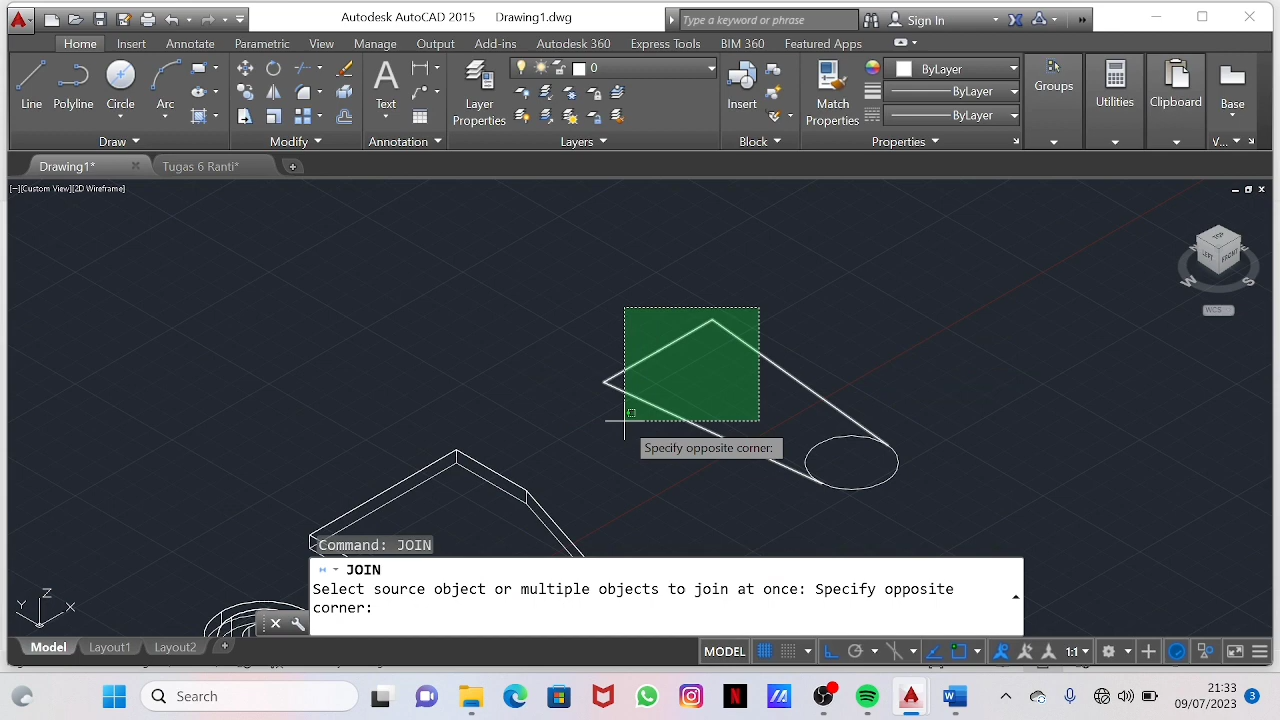 Autodesk AutoCAD 2015 Drawing1.dwg
Type a keyword or phrase
Sign In
Home Insert Annotate Parametric View Manage Output Add-ins Autodesk 360 Express Tools BIM 360 Featured Apps
Line Polyline Circle Arc
Text
Layer Properties
0
Insert
Match Properties
ByLayer
ByLayer
ByLayer
Groups
Utilities
Clipboard
Base
Draw Modify Annotation Layers Block Properties V...
Drawing1* Tugas 6 Ranti*
[−][Custom View][2D Wireframe]
TOP
FRONT
W S
WCS
Specify opposite corner:
Command: JOIN
JOIN
Select source object or multiple objects to join at once: Specify opposite
corner:
Z
Y X
Model Layout1 Layout2
MODEL
1:1
Search
21:33
09/07/2023
3